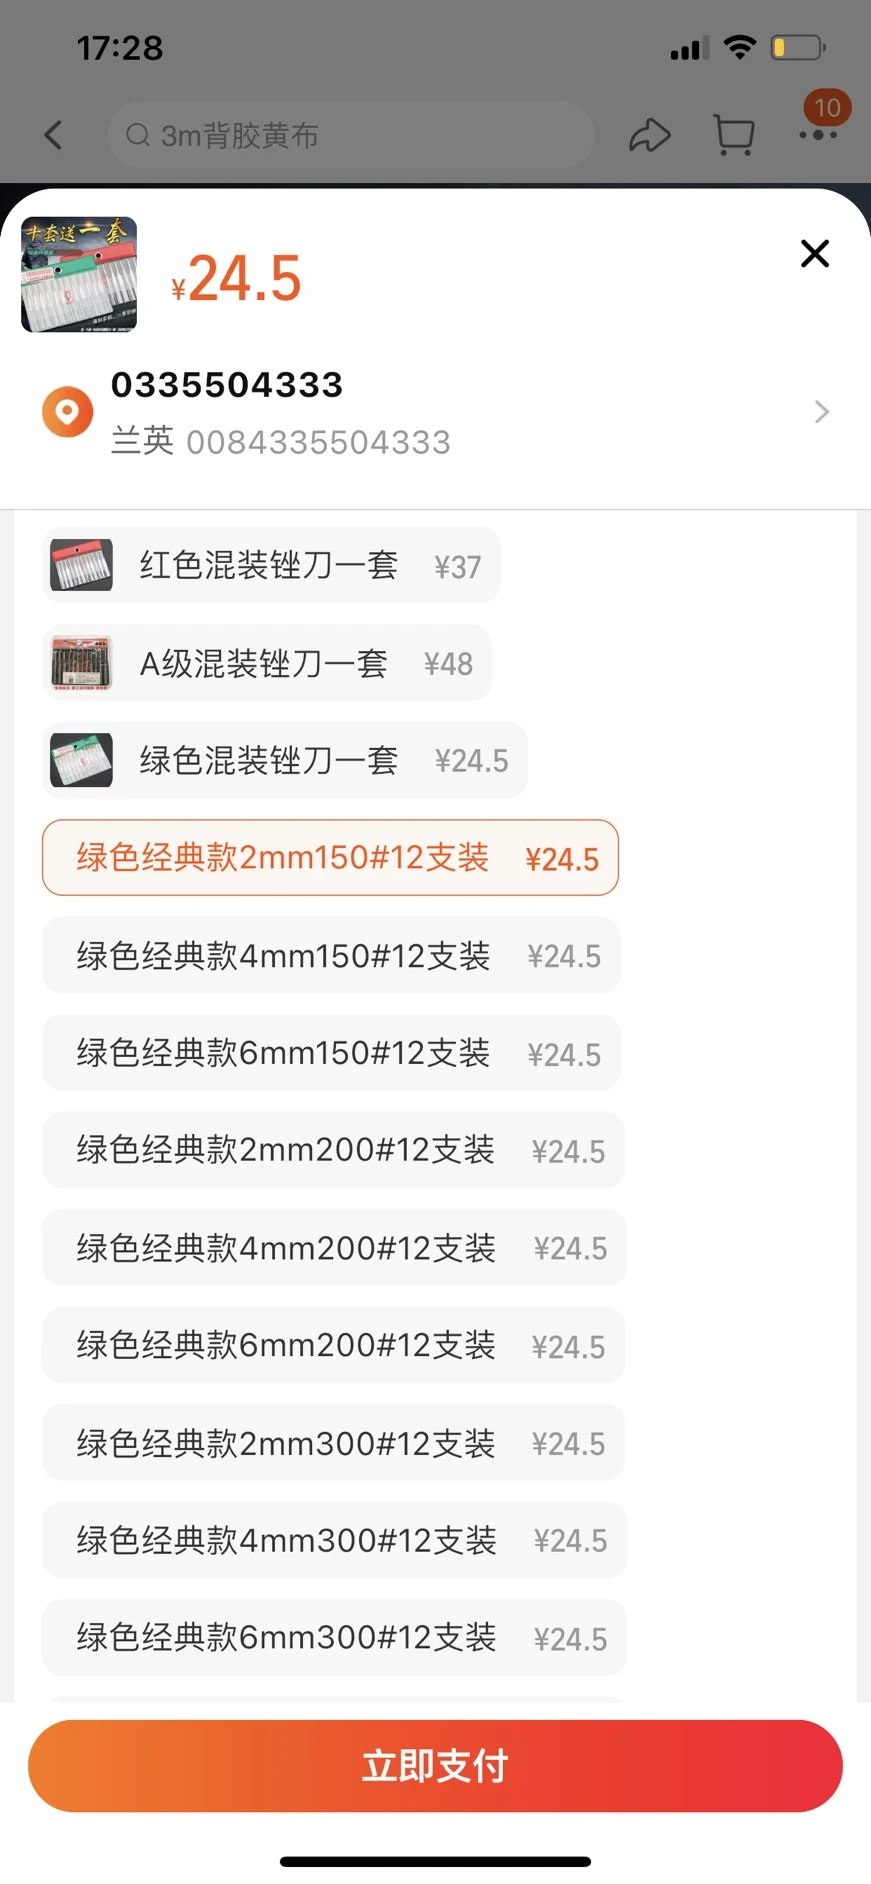 17:28
3m背胶黄布
10
十套送一套
¥24.5
0335504333
兰英 0084335504333
红色混装锉刀一套 ¥37
A级混装锉刀一套 ¥48
绿色混装锉刀一套 ¥24.5
绿色经典款2mm150#12支装 ¥24.5
绿色经典款4mm150#12支装 ¥24.5
绿色经典款6mm150#12支装 ¥24.5
绿色经典款2mm200#12支装 ¥24.5
绿色经典款4mm200#12支装 ¥24.5
绿色经典款6mm200#12支装 ¥24.5
绿色经典款2mm300#12支装 ¥24.5
绿色经典款4mm300#12支装 ¥24.5
绿色经典款6mm300#12支装 ¥24.5
立即支付